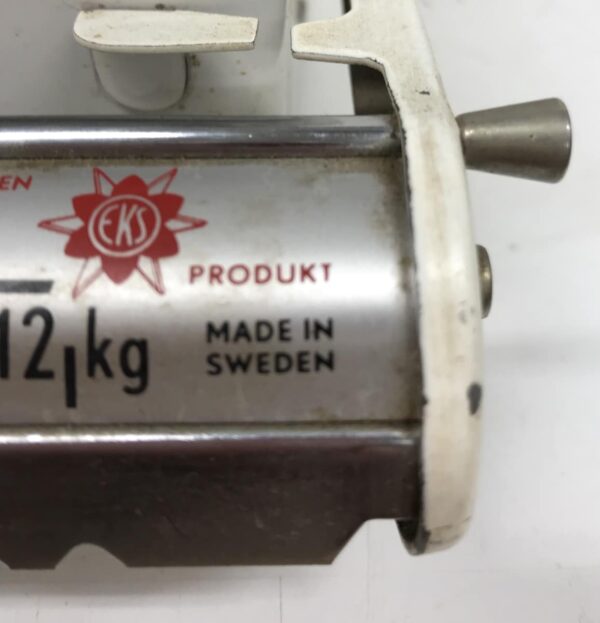 EN
EKS
PRODUKT
12 kg
MADE IN
SWEDEN